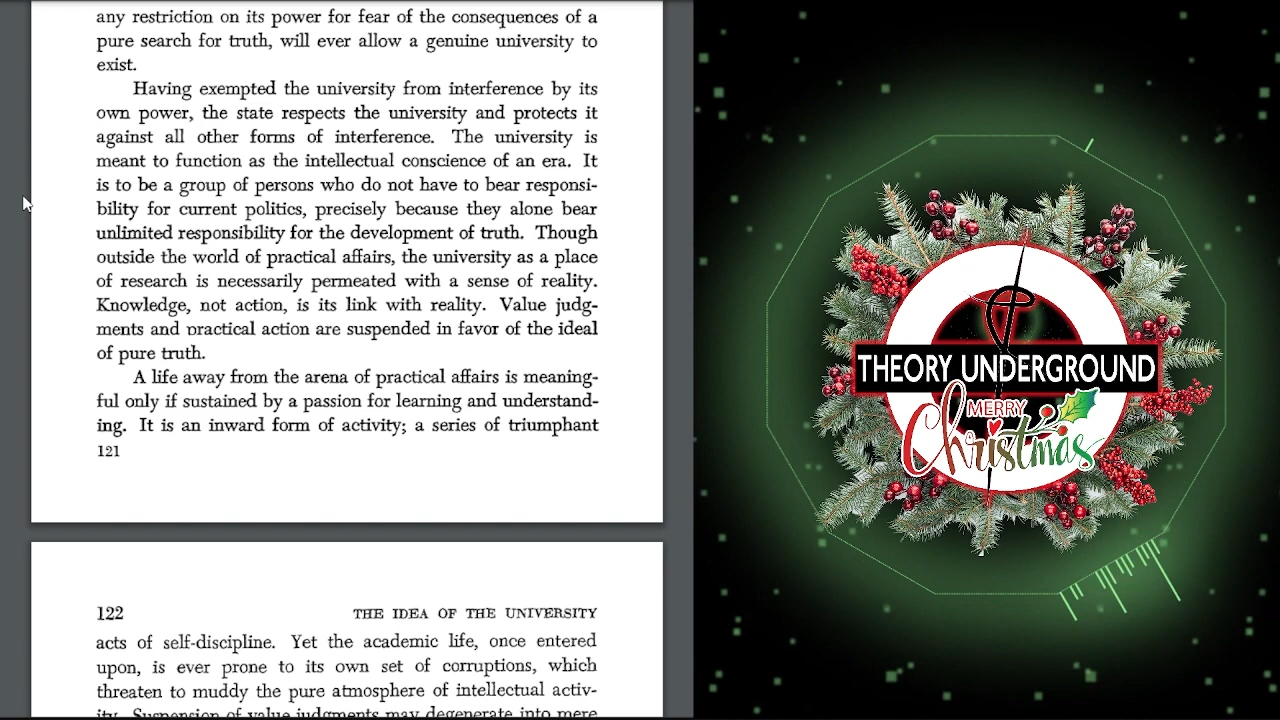 any restriction on its power for fear of the consequences of a
pure search for truth, will ever allow a genuine university to
exist.
Having exempted the university from interference by its
own power, the state respects the university and protects it
against all other forms of interference. The university is
meant to function as the intellectual conscience of an era. It
is to be a group of persons who do not have to bear responsi-
bility for current politics, precisely because they alone bear
unlimited responsibility for the development of truth. Though
outside the world of practical affairs, the university as a place
of research is necessarily permeated with a sense of reality.
Knowledge, not action, is its link with reality. Value judg-
ments and practical action are suspended in favor of the ideal
of pure truth.
A life away from the arena of practical affairs is meaning-
ful only if sustained by a passion for learning and understand-
ing. It is an inward form of activity; a series of triumphant
121
122 THE IDEA OF THE UNIVERSITY
acts of self-discipline. Yet the academic life, once entered
upon, is ever prone to its own set of corruptions, which
threaten to muddy the pure atmosphere of intellectual activ-
ity. Suspension of value judgments may degenerate into mere
THEORY UNDERGROUND
MERRY
Christmas